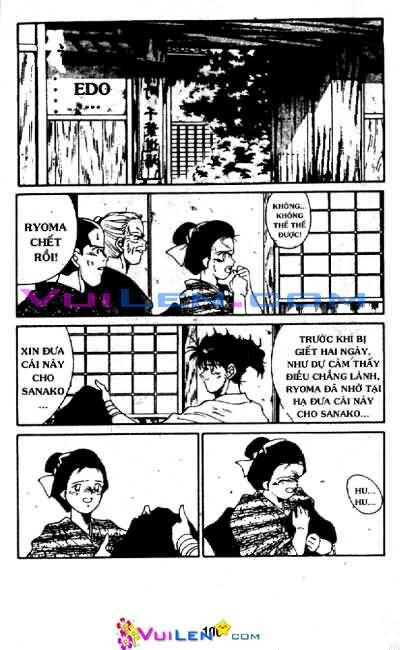 EDO
......
RYOMA
CHẾT
RỒI!
KHÔNG...
KHÔNG
THỂ THẾ
ĐƯỢC!
VUILEN.COM
XIN ĐƯA
CÁI NÀY
CHO SANAKO
....
TRƯỚC KHI BỊ
GIẾT HAI NGÀY,
NHƯ DỰ CẢM THẤY
ĐIỀU CHẲNG LÀNH,
RYOMA ĐÃ NHỜ TẠI
HẠ ĐƯA CÁI NÀY
CHO SANAKO...
HU...
HU...
VUILEN.COM